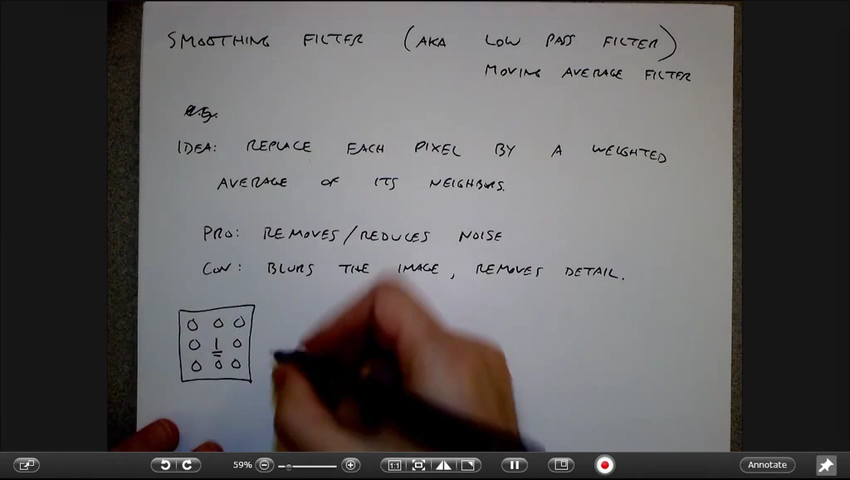 SMOOTHING FILTER (AKA LOW PASS FILTER)
MOVING AVERAGE FILTER
e.g.
IDEA: REPLACE EACH PIXEL BY A WEIGHTED
AVERAGE OF ITS NEIGHBORS.
PRO: REMOVES/REDUCES NOISE
CON: BLURS THE IMAGE, REMOVES DETAIL.
0 0 0
0 1 0
0 0 0
59%
1:1
Annotate